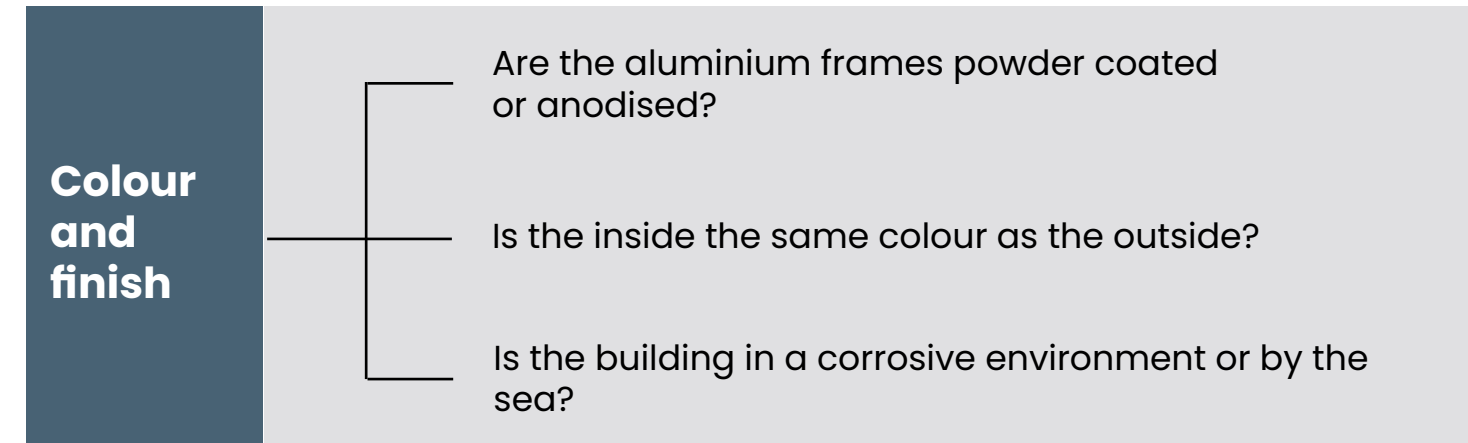 Colour
and
finish
Are the aluminium frames powder coated
or anodised?
Is the inside the same colour as the outside?
Is the building in a corrosive environment or by the
sea?